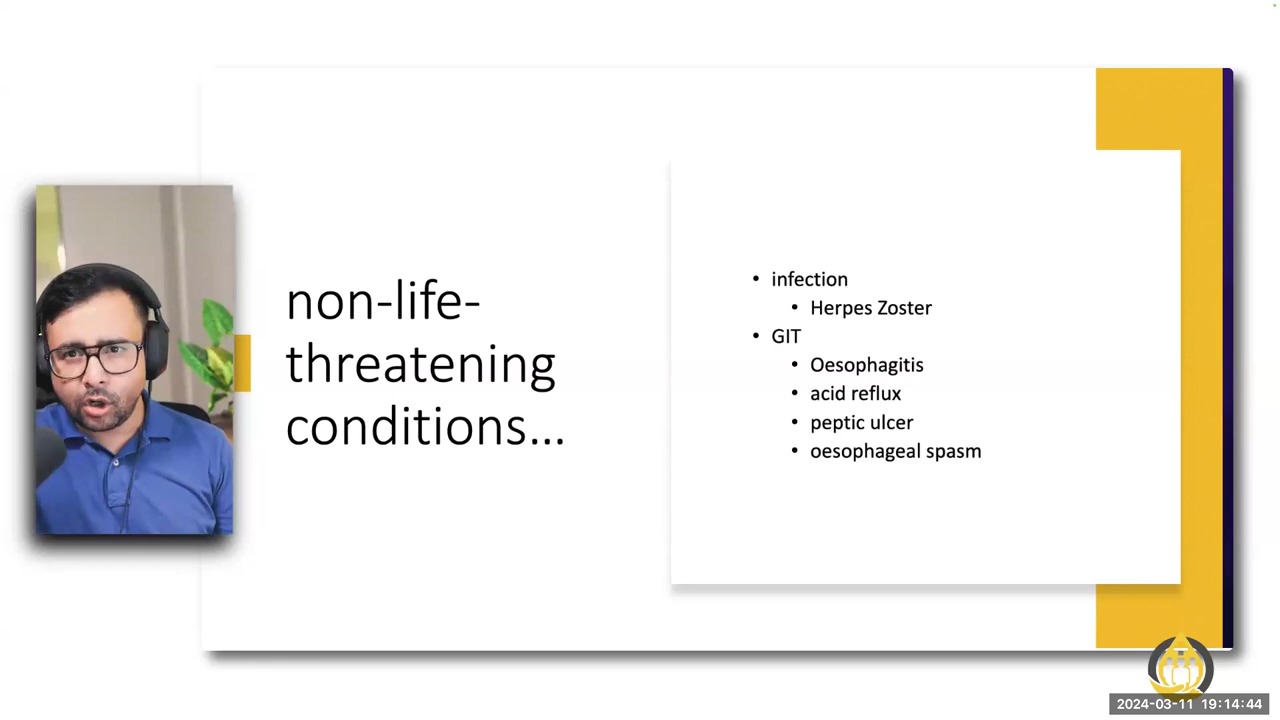 non-life-
threatening
conditions...
• infection
• Herpes Zoster
• GIT
• Oesophagitis
• acid reflux
• peptic ulcer
• oesophageal spasm
2024-03-11 19:14:44